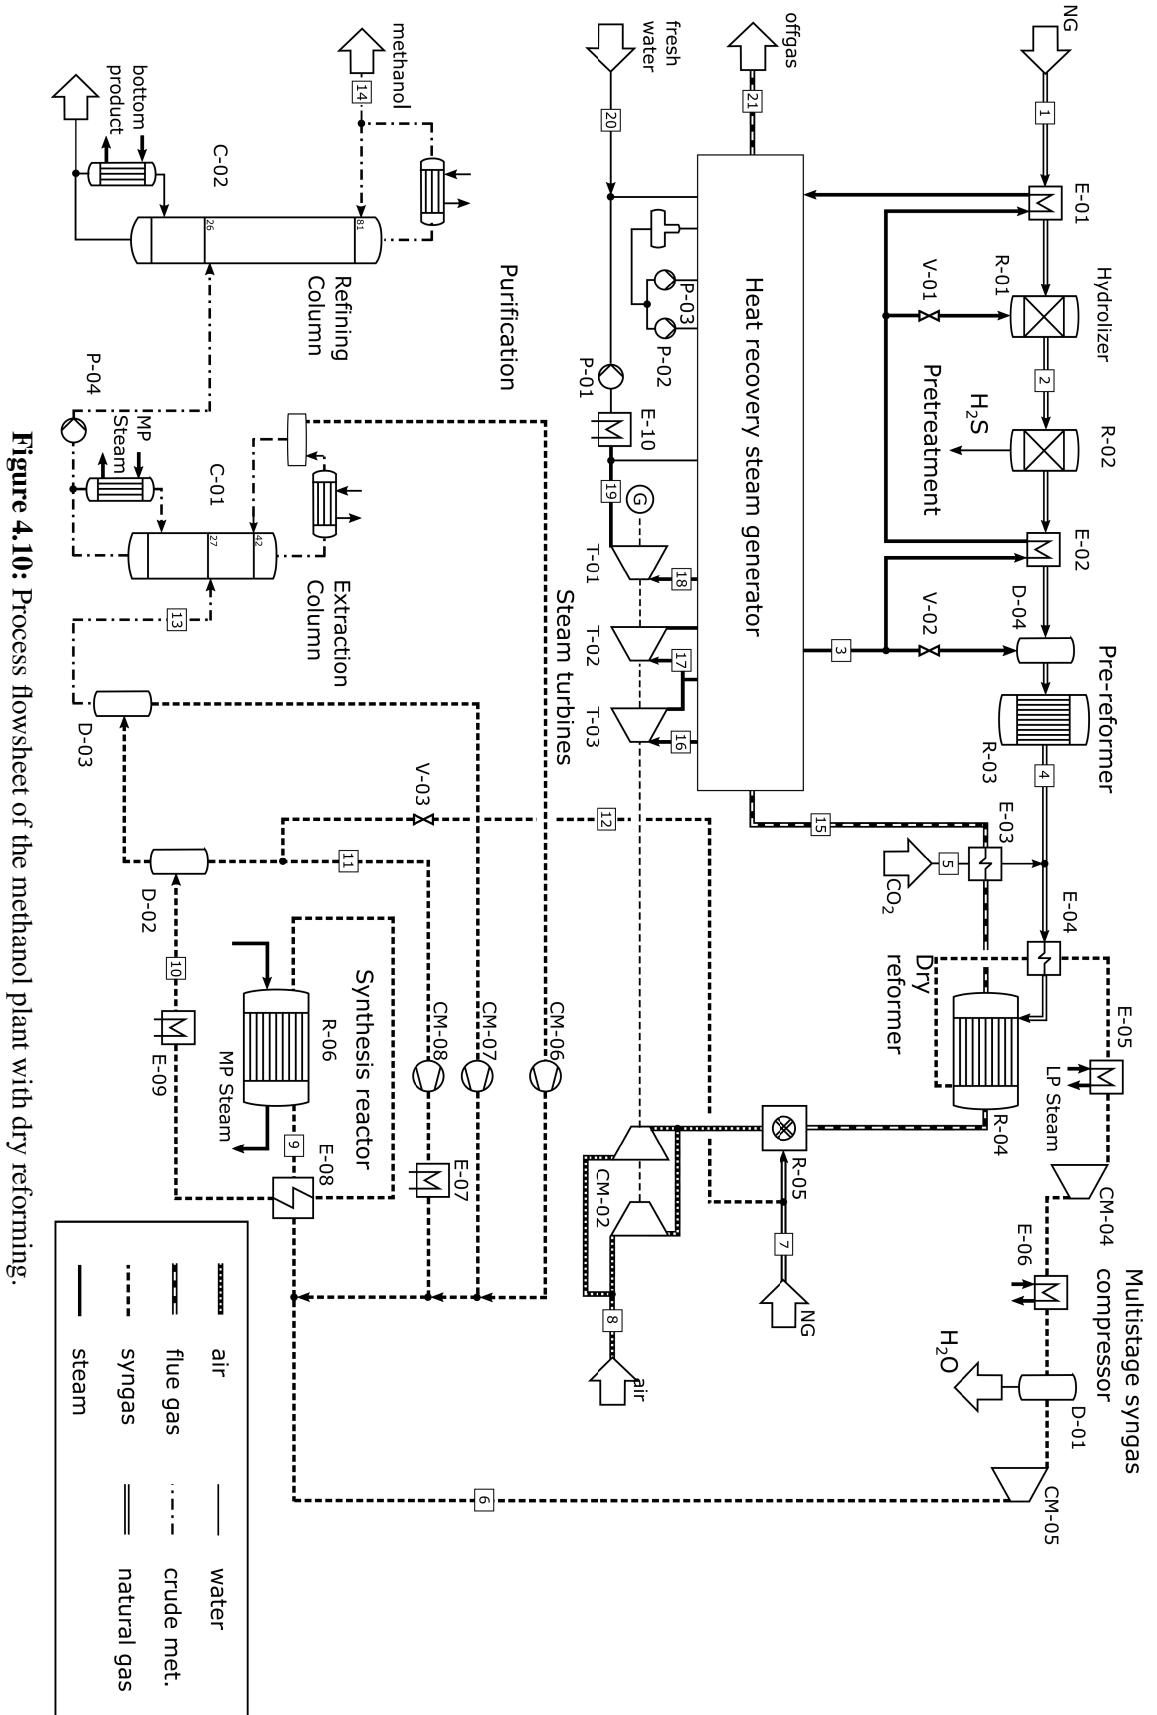 NG
1
E-01
Hydrolizer
R-01
V-01
2
R-02
H2S
Pretreatment
E-02
D-04
V-02
3
Pre-reformer
R-03
4
E-03
5
CO2
15
E-04
Dry
reformer
R-04
E-05
LP Steam
CM-04
Multistage syngas
compressor
E-06
H2O
D-01
CM-05
6
offgas
21
Heat recovery steam generator
fresh
water
20
P-03
P-02
P-01
E-10
19
G
T-01
18
T-02
17
T-03
16
Steam turbines
12
R-05
7
NG
CM-02
8
air
methanol
14
bottom
product
C-02
26
81
Refining
Column
Purification
P-04
MP
Steam
C-01
27
42
Extraction
Column
13
D-03
V-03
11
D-02
10
E-09
Synthesis reactor
R-06
MP Steam
9
E-08
CM-08
CM-07
CM-06
E-07
air
water
flue gas
crude met.
syngas
natural gas
steam
Figure 4.10: Process flowsheet of the methanol plant with dry reforming.